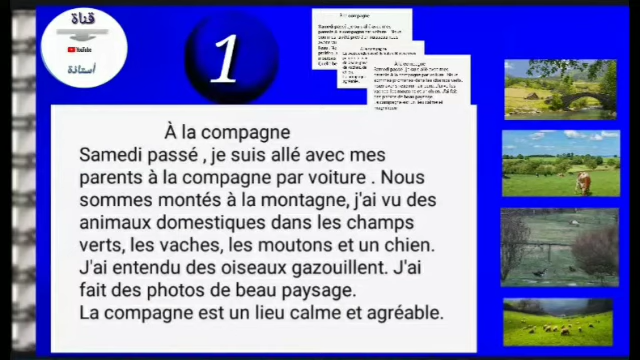 قناة
YouTube
أستاذة
1
À la compagne
Samedi passé , je suis allé avec mes
parents à la compagne par voiture . Nous
sommes montés à la montagne, j'ai vu des
animaux domestiques dans les champs
verts, les vaches, les moutons et un chien.
J'ai entendu des oiseaux gazouillent. J'ai
fait des photos de beau paysage.
La compagne est un lieu calme et agréable.